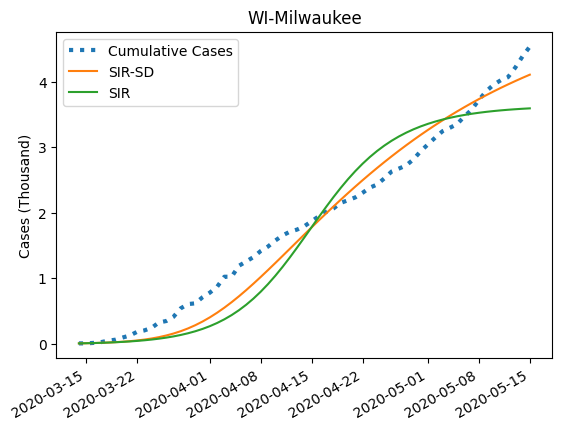 WI-Milwaukee
Cumulative Cases
SIR-SD
SIR
Cases (Thousand)
4
3
2
1
0
2020-03-15
2020-03-22
2020-04-01
2020-04-08
2020-04-15
2020-04-22
2020-05-01
2020-05-08
2020-05-15